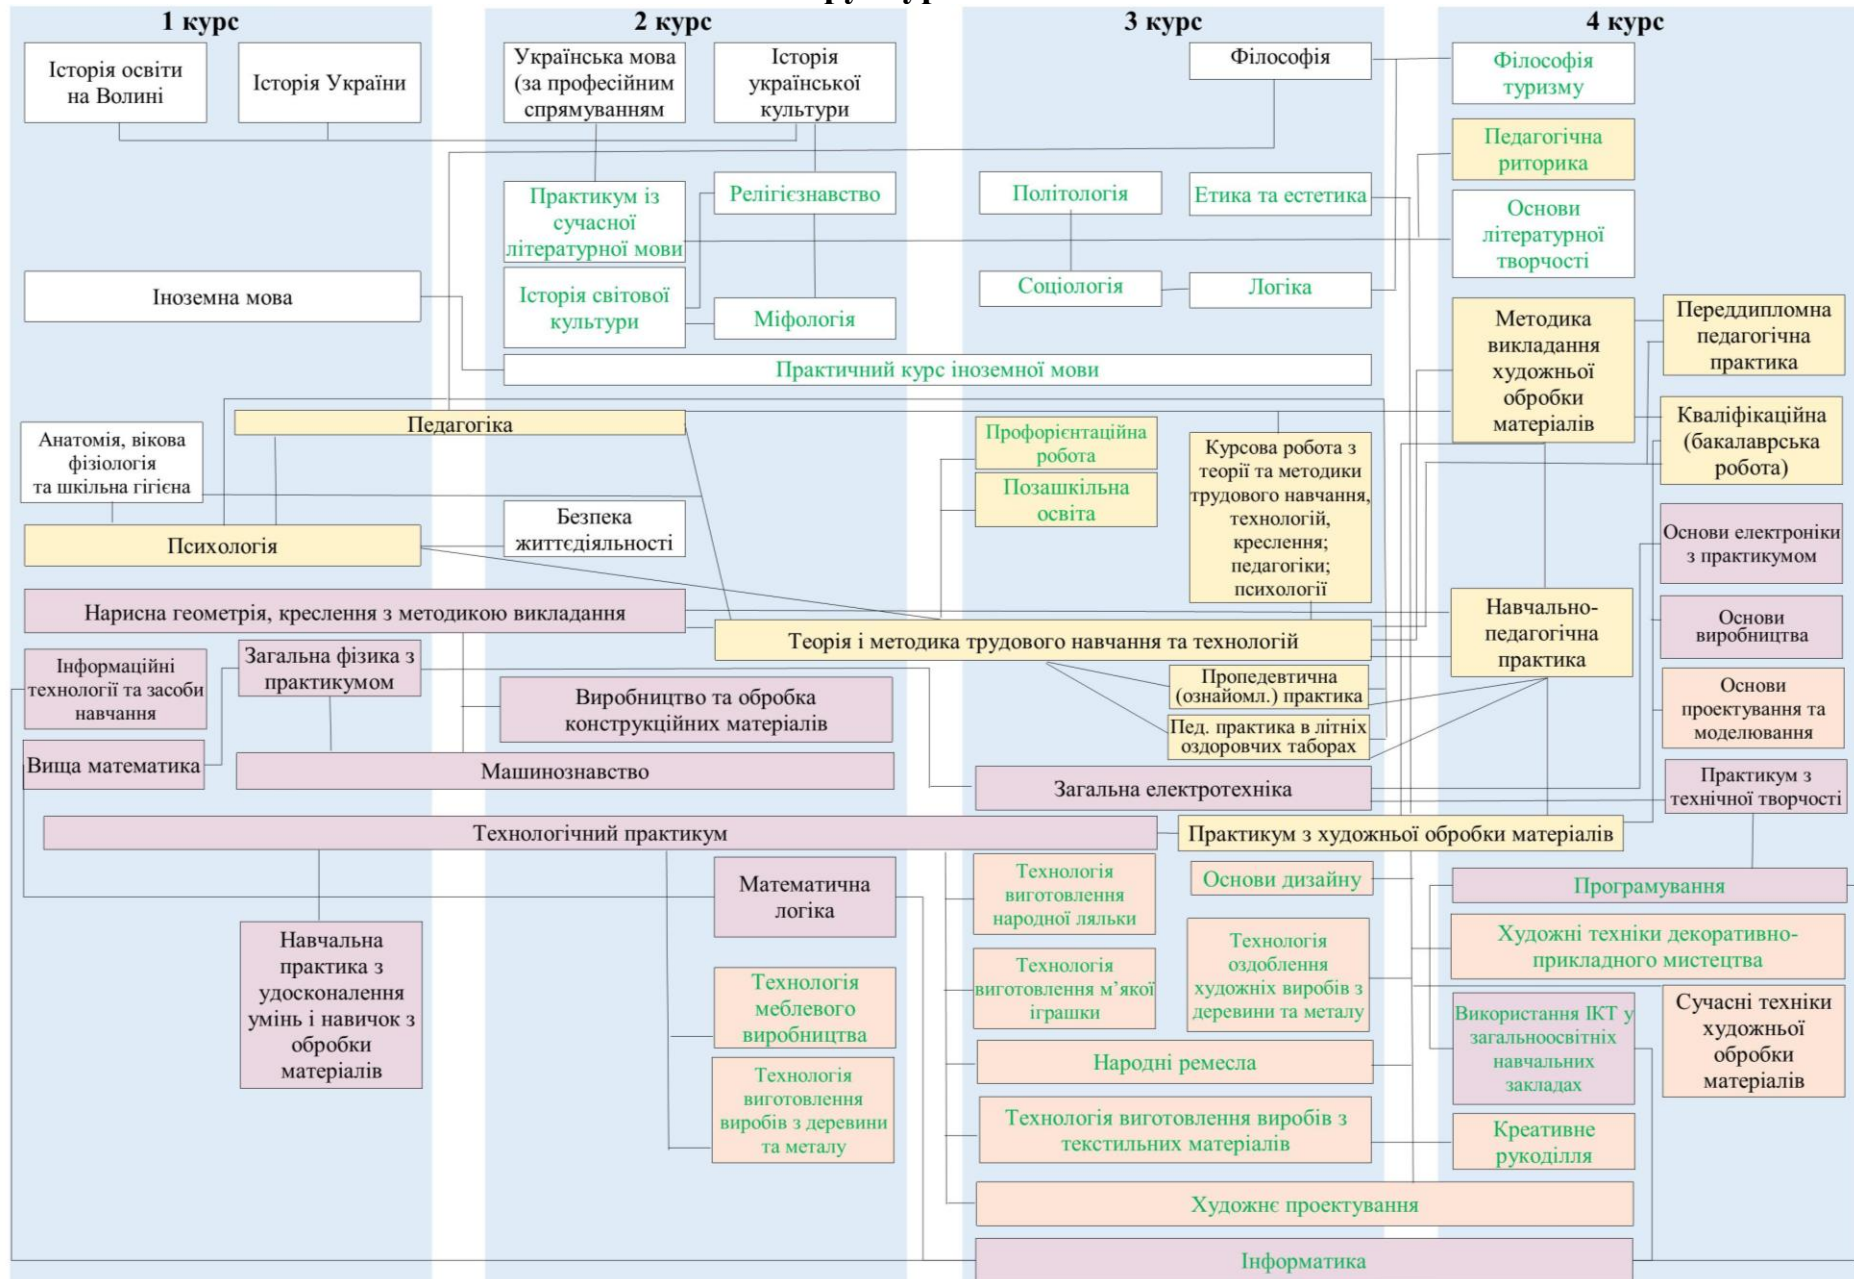 1 курс
2 курс
3 курс
4 курс
Історія освіти
на Волині
Історія України
Українська мова
(за професійним
спрямуванням
Історія
української
культури
Філософія
Філософія
туризму
Педагогічна
риторика
Практикум із
сучасної
літературної мови
Релігієзнавство
Політологія
Етика та естетика
Основи
літературної
творчості
Іноземна мова
Історія світової
культури
Міфологія
Соціологія
Логіка
Методика
викладання
художньої
обробки
матеріалів
Переддипломна
педагогічна
практика
Практичний курс іноземної мови
Педагогіка
Анатомія, вікова
фізіологія
та шкільна гігієна
Профорієнтаційна
робота
Позашкільна
освіта
Курсова робота з
теорії та методики
трудового навчання,
технологій,
креслення;
педагогіки;
психології
Кваліфікаційна
(бакалаврська
робота)
Психологія
Безпека
життєдіяльності
Основи електроніки
з практикумом
Нарисна геометрія, креслення з методикою викладання
Теорія і методика трудового навчання та технологій
Навчально-
педагогічна
практика
Основи
виробництва
Інформаційні
технології та засоби
навчання
Загальна фізика з
практикумом
Виробництво та обробка
конструкційних матеріалів
Пропедевтична
(ознайомл.) практика
Пед. практика в літніх
оздоровчих таборах
Основи
проектування та
моделювання
Вища математика
Машинознавство
Загальна електротехніка
Практикум з
технічної творчості
Технологічний практикум
Практикум з художньої обробки матеріалів
Математична
логіка
Технологія
виготовлення
народної ляльки
Основи дизайну
Програмування
Навчальна
практика з
удосконалення
умінь і навичок з
обробки
матеріалів
Технологія
меблевого
виробництва
Технологія
виготовлення м’якої
іграшки
Технологія
оздоблення
художніх виробів з
деревини та металу
Художні техніки декоративно-
прикладного мистецтва
Використання ІКТ у
загальноосвітніх
навчальних
закладах
Сучасні техніки
художньої
обробки
матеріалів
Технологія
виготовлення
виробів з деревини
та металу
Народні ремесла
Технологія виготовлення виробів з
текстильних матеріалів
Креативне
рукоділля
Художнє проектування
Інформатика